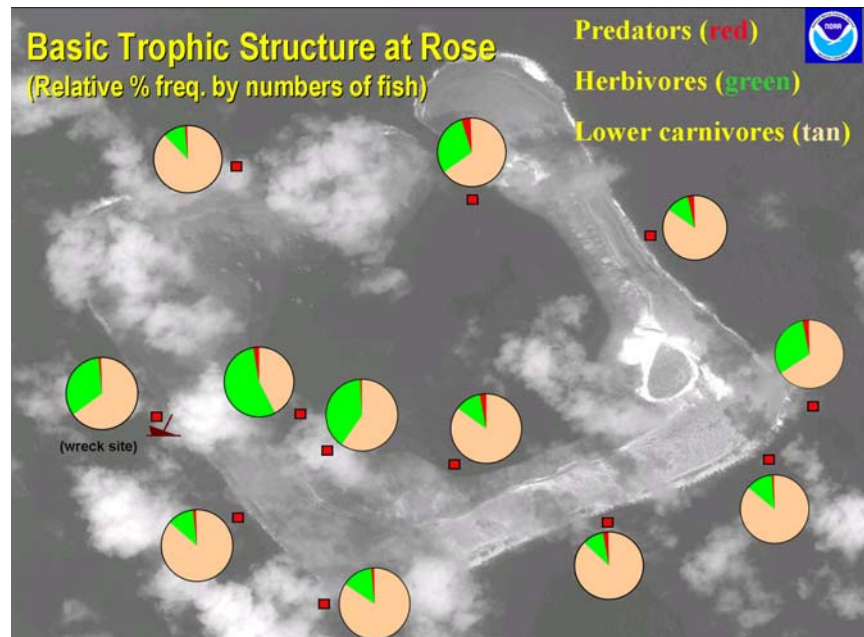 Basic Trophic Structure at Rose
(Relative % freq. by numbers of fish)
Predators (red)
Herbivores (green)
Lower carnivores (tan)
NOAA
(wreck site)